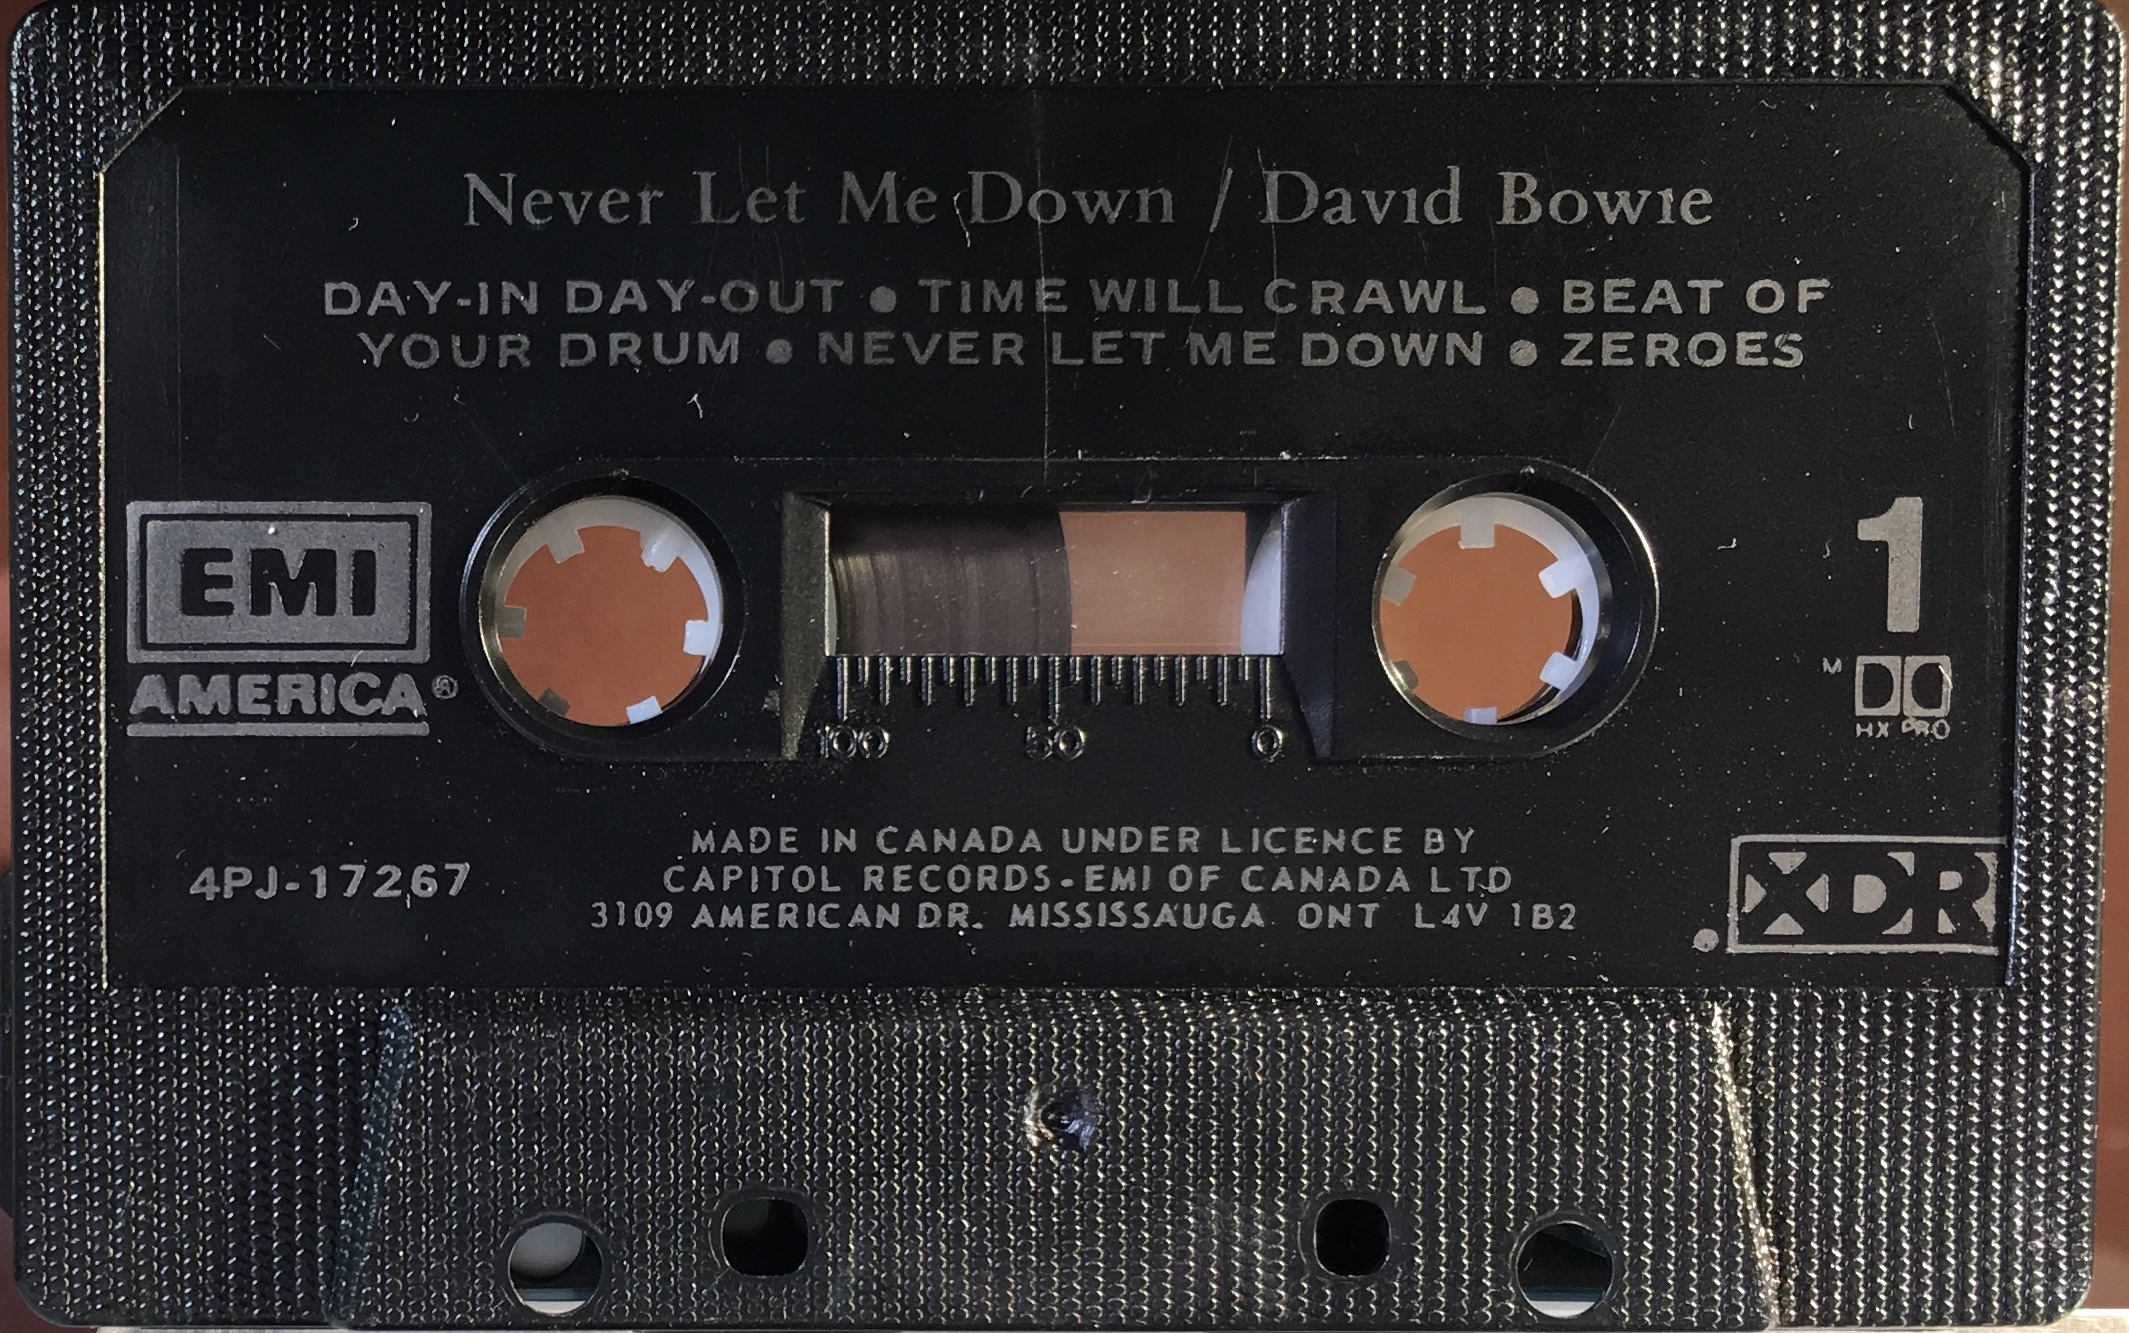 Never Let Me Down / David Bowie
DAY-IN DAY-OUT • TIME WILL CRAWL • BEAT OF
YOUR DRUM • NEVER LET ME DOWN • ZEROES
EMI
AMERICA®
1
M
HX PRO
100 50 0
4PJ-17267
MADE IN CANADA UNDER LICENCE BY
CAPITOL RECORDS-EMI OF CANADA LTD
3109 AMERICAN DR. MISSISSAUGA ONT L4V 1B2
XDR